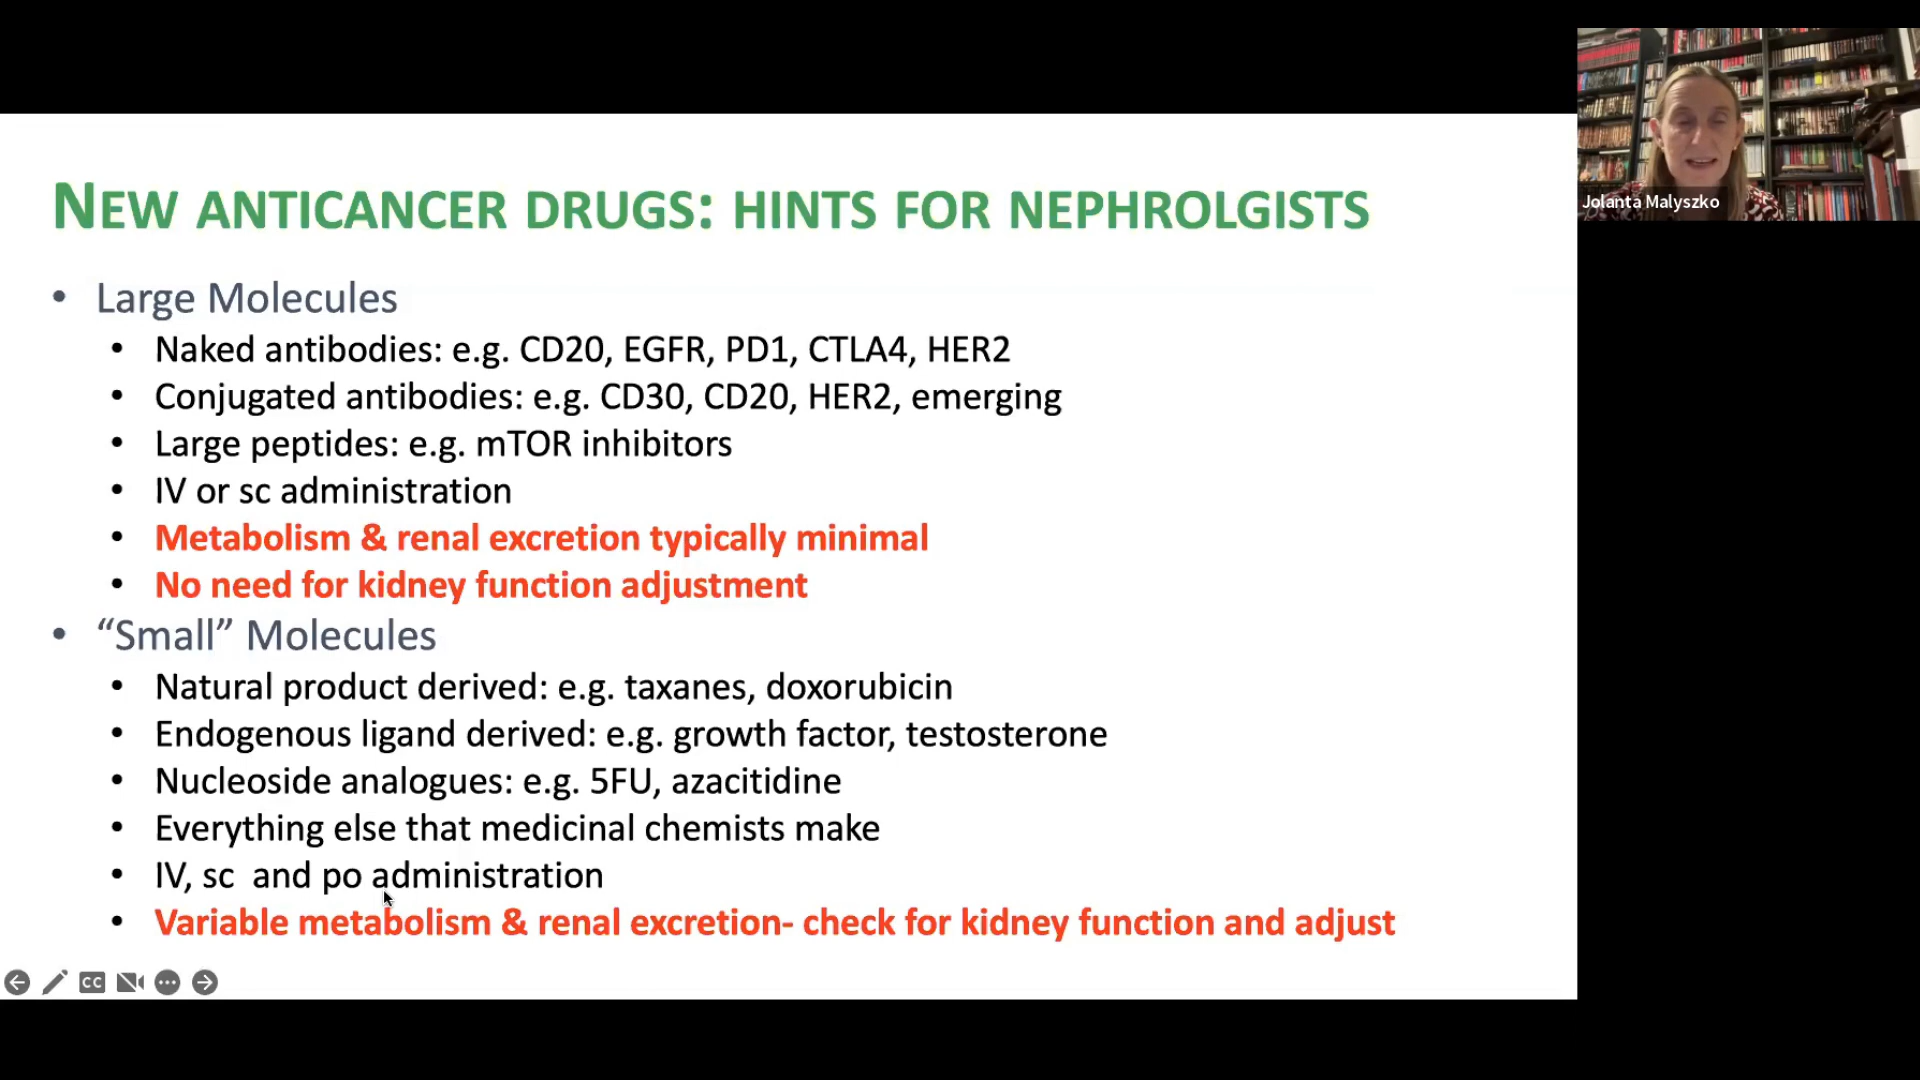 NEW ANTICANCER DRUGS: HINTS FOR NEPHROLGISTS
• Large Molecules
• Naked antibodies: e.g. CD20, EGFR, PD1, CTLA4, HER2
• Conjugated antibodies: e.g. CD30, CD20, HER2, emerging
• Large peptides: e.g. mTOR inhibitors
• IV or sc administration
• Metabolism & renal excretion typically minimal
• No need for kidney function adjustment
• “Small” Molecules
• Natural product derived: e.g. taxanes, doxorubicin
• Endogenous ligand derived: e.g. growth factor, testosterone
• Nucleoside analogues: e.g. 5FU, azacitidine
• Everything else that medicinal chemists make
• IV, sc  and po administration
• Variable metabolism & renal excretion- check for kidney function and adjust
CC
Jolanta Malyszko